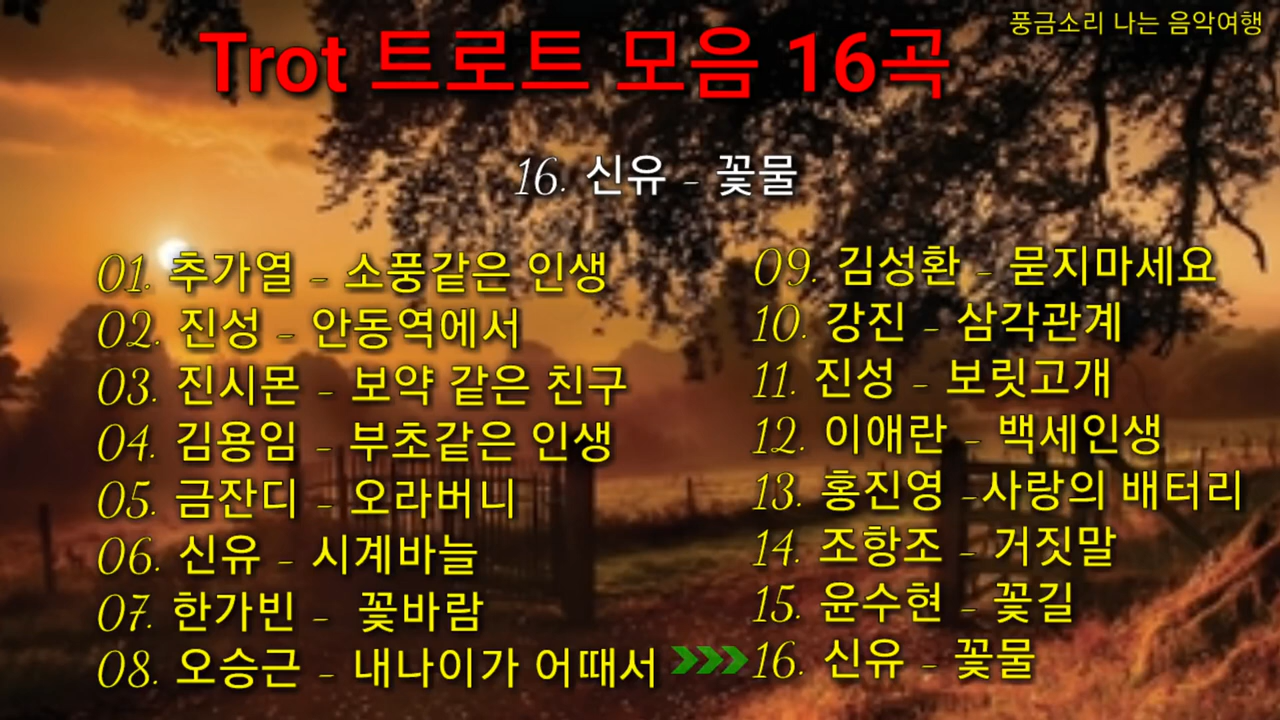 풍금소리 나는 음악여행
Trot 트로트 모음 16곡
16. 신유 - 꽃물
01. 추가열 - 소풍같은 인생
02. 진성 - 안동역에서
03. 진시몬 - 보약 같은 친구
04. 김용임 - 부초같은 인생
05. 금잔디 - 오라버니
06. 신유 - 시계바늘
07. 한가빈 - 꽃바람
08. 오승근 - 내나이가 어때서
09. 김성환 - 묻지마세요
10. 강진 - 삼각관계
11. 진성 - 보릿고개
12. 이애란 - 백세인생
13. 홍진영 -사랑의 배터리
14. 조항조 - 거짓말
15. 윤수현 - 꽃길
16. 신유 - 꽃물